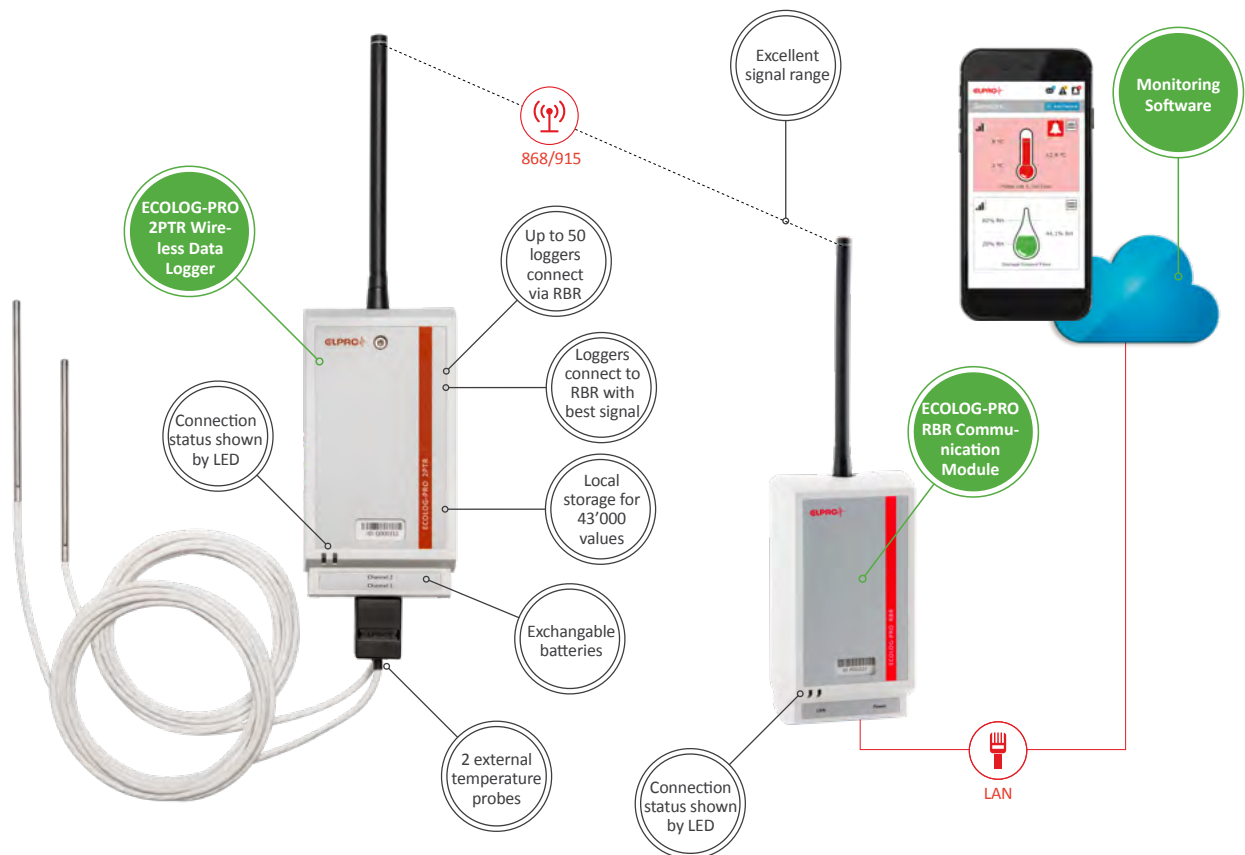 Excellent
signal range
Monitoring
Software
868/915
ELPRO
ECOLOG-PRO
2PTR Wire-
less Data
Logger
Up to 50
loggers
connect
via RBR
ELPRO
Loggers
connect to
RBR with
best signal
Connection
status shown
by LED
ECOLOG-PRO 2PTR
Local
storage for
43’000
values
Channel 2
Channel 1
Exchangable
batteries
2 external
temperature
probes
ECOLOG-PRO
RBR Commu-
nication
Module
ELPRO
ECOLOG-PRO RBR
LAN
Power
Connection
status shown
by LED
LAN